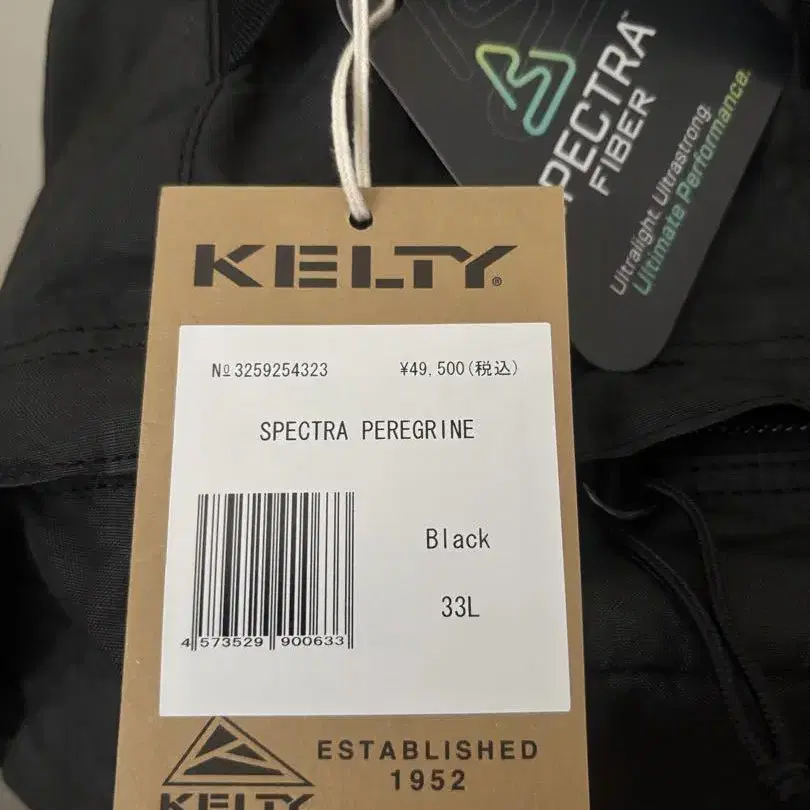 SPECTRA™
FIBER
Ultralight. Ultrastrong.
Ultimate Performance.
KELTY®
№3259254323 ¥49,500(税込)
SPECTRA PEREGRINE
Black
33L
4 573529 900633
ESTABLISHED
1952
KELTY